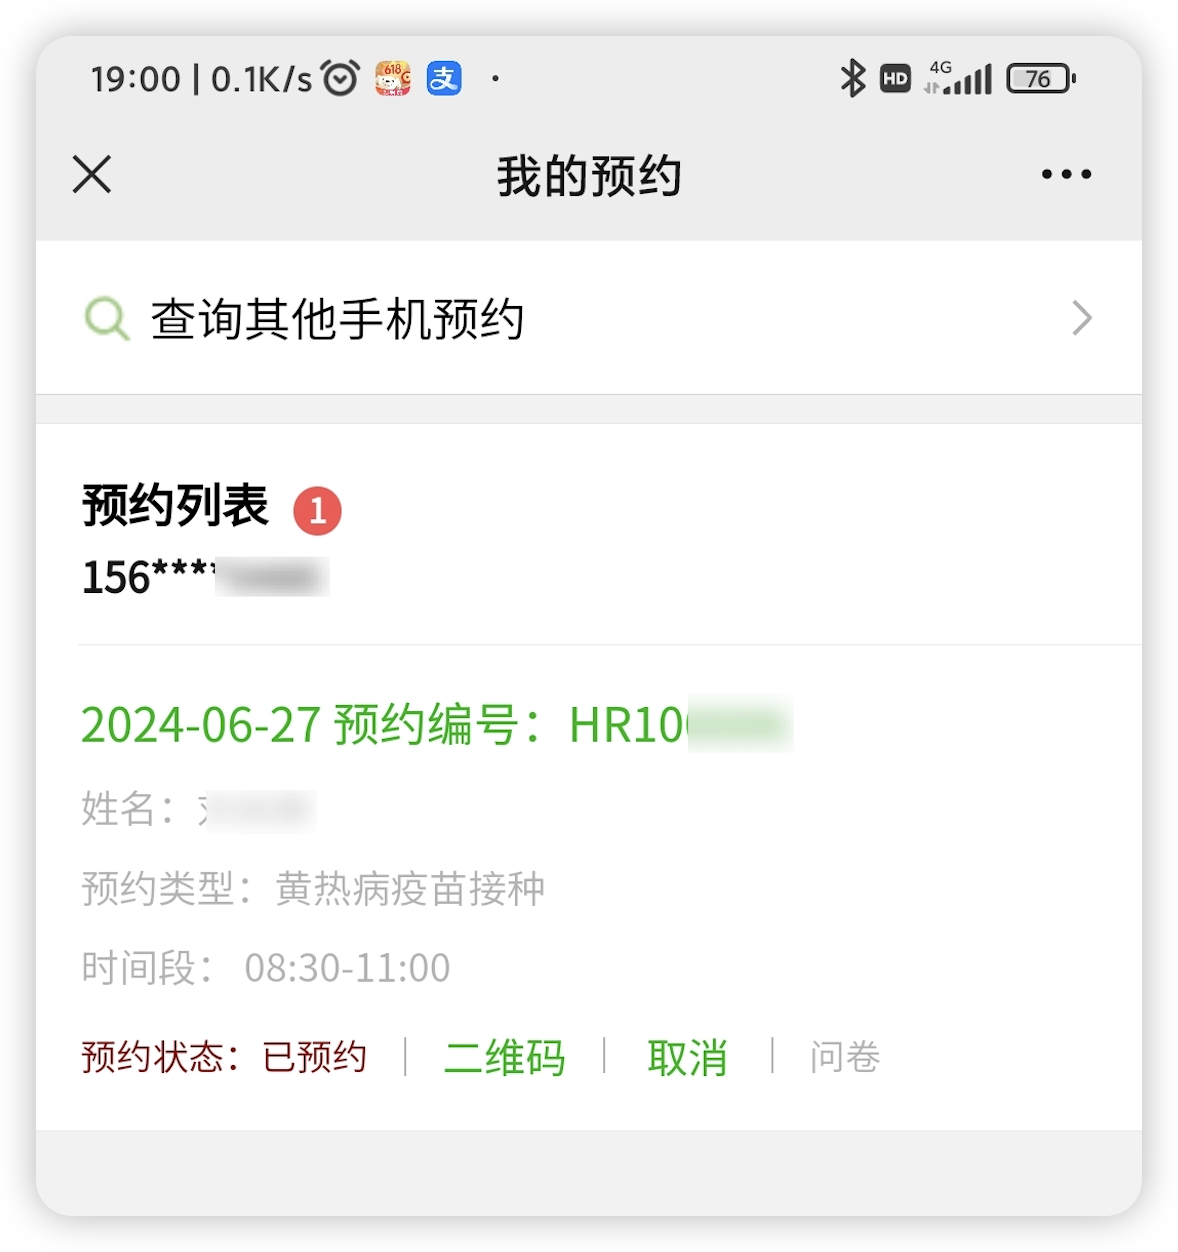 19:00 | 0.1K/s 618 支 · HD 4G 76
我的预约
查询其他手机预约
预约列表 1
156****
2024-06-27 预约编号：HR10
姓名：
预约类型：黄热病疫苗接种
时间段： 08:30-11:00
预约状态：已预约 | 二维码 | 取消 | 问卷